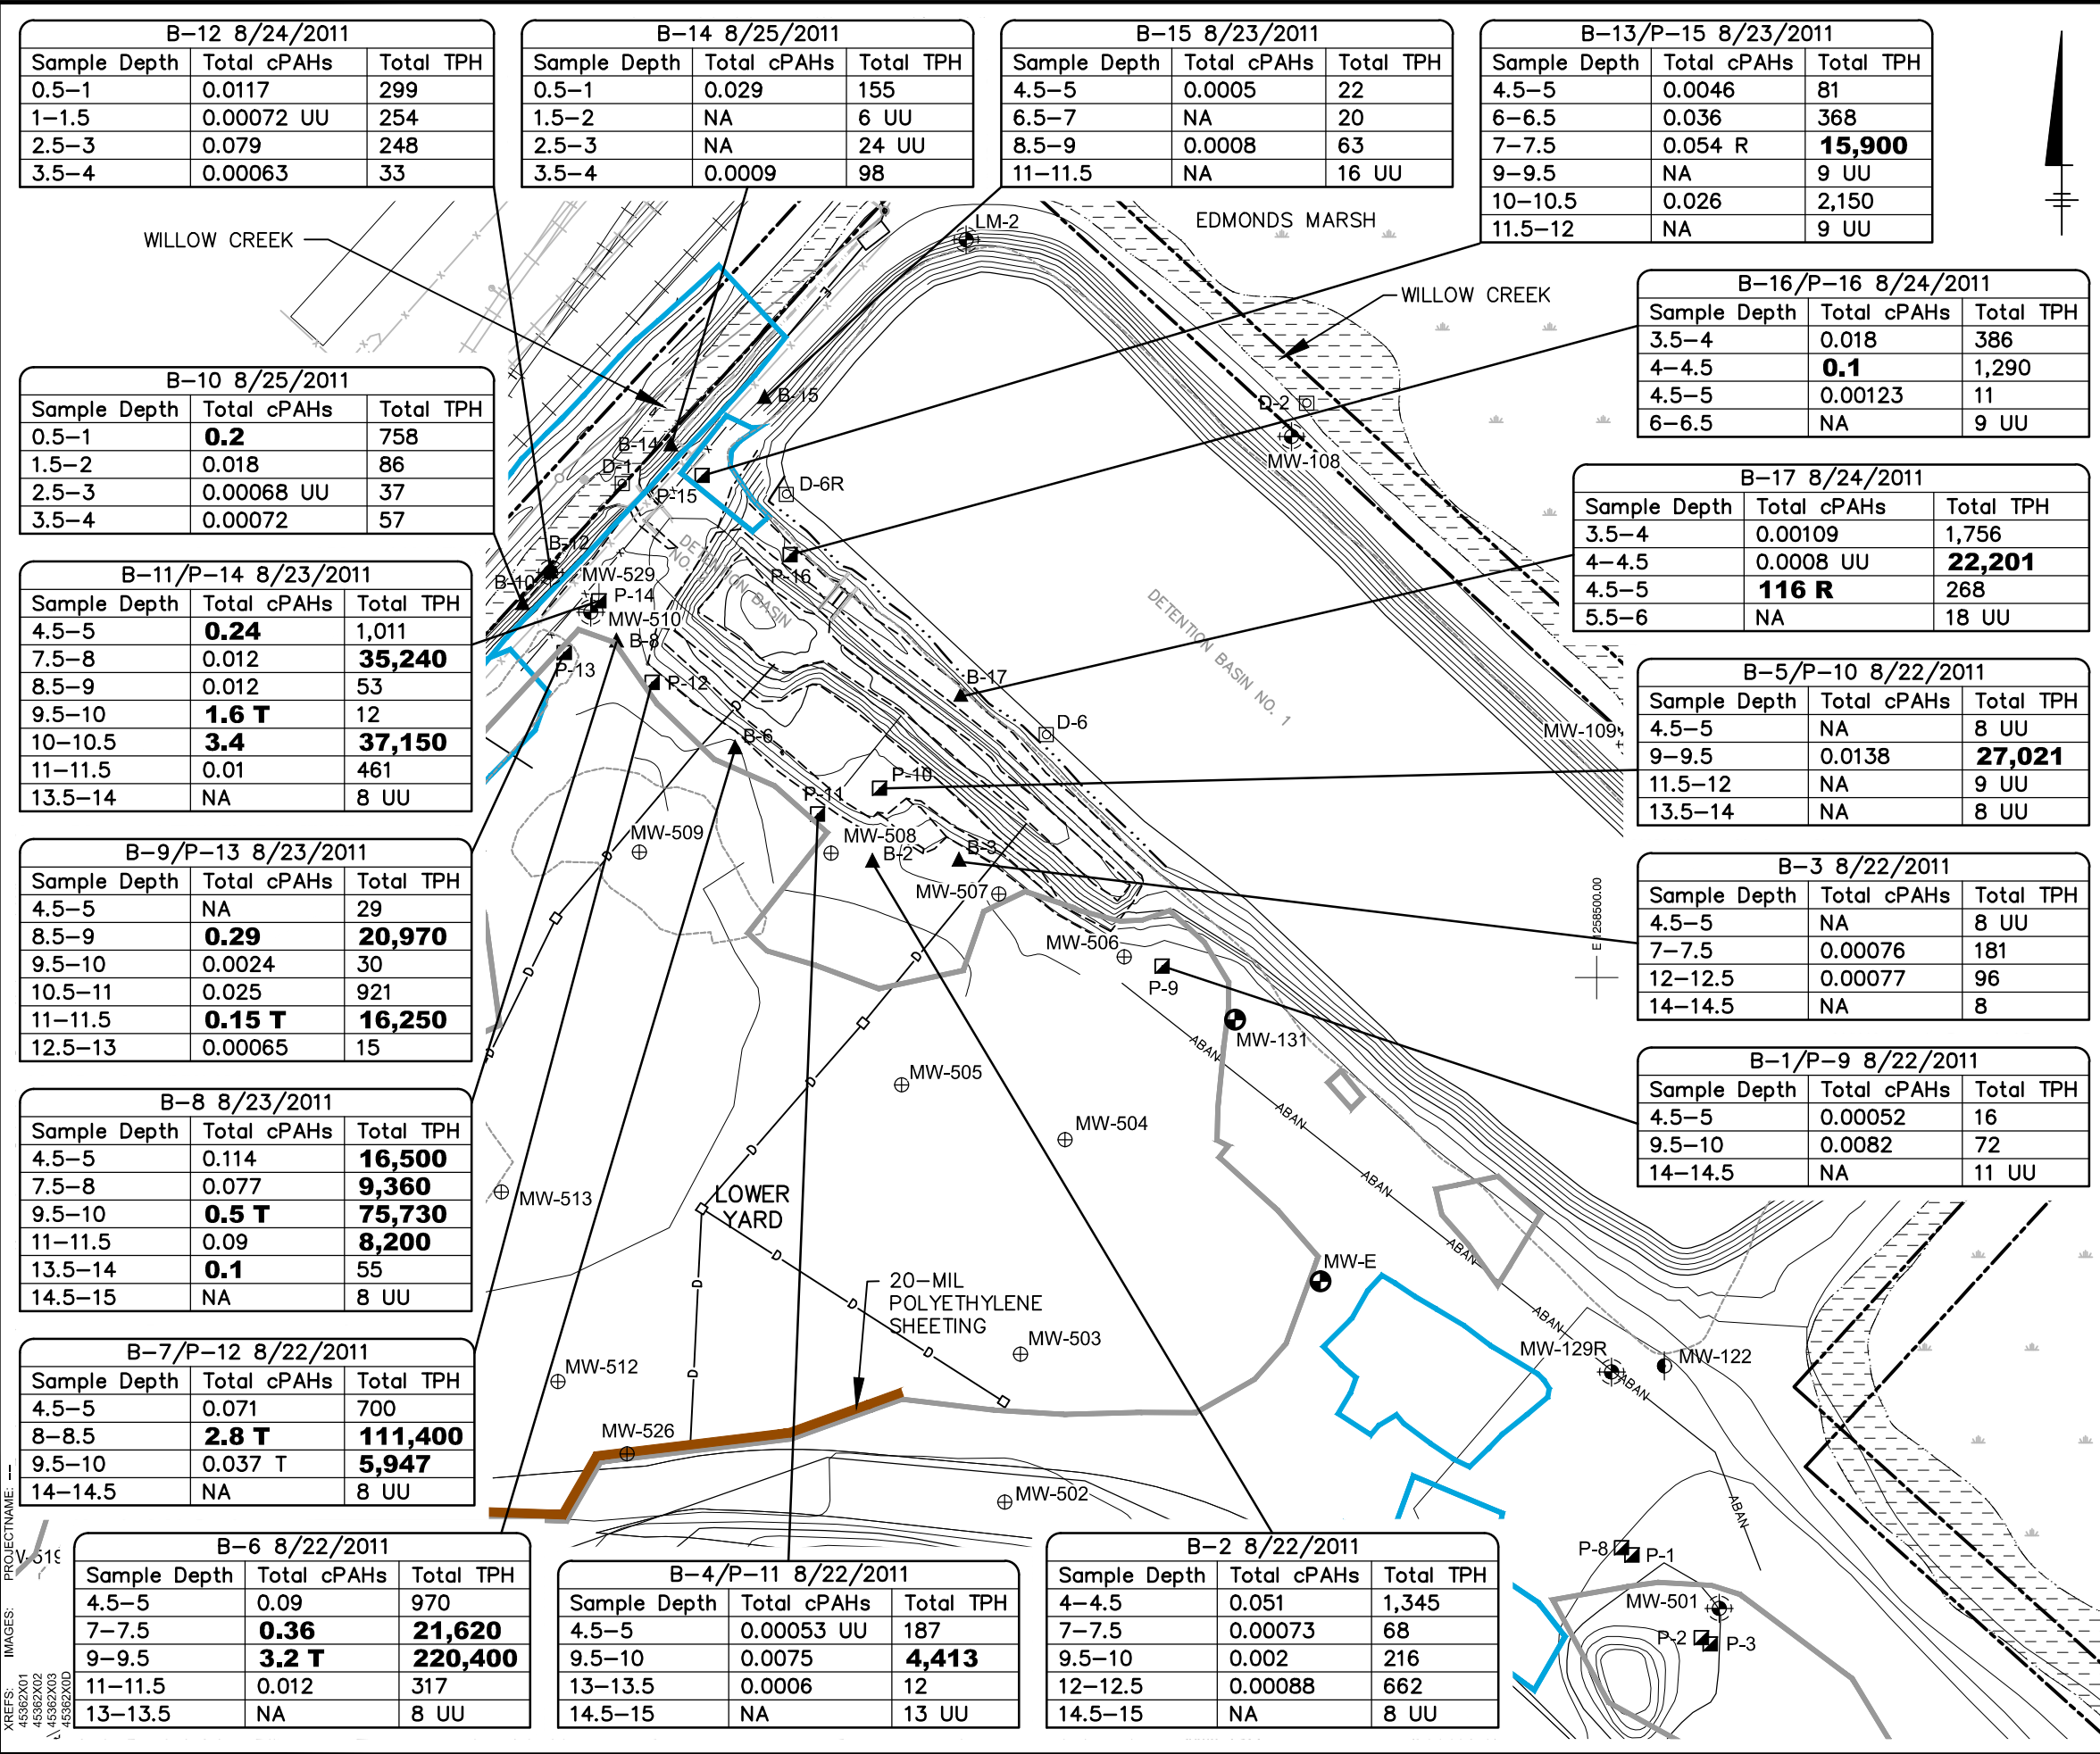 B-12 8/24/2011
Sample Depth Total cPAHs Total TPH
0.5-1 0.0117 299
1-1.5 0.00072 UU 254
2.5-3 0.079 248
3.5-4 0.00063 33
B-14 8/25/2011
Sample Depth Total cPAHs Total TPH
0.5-1 0.029 155
1.5-2 NA 6 UU
2.5-3 NA 24 UU
3.5-4 0.0009 98
B-15 8/23/2011
Sample Depth Total cPAHs Total TPH
4.5-5 0.0005 22
6.5-7 NA 20
8.5-9 0.0008 63
11-11.5 NA 16 UU
B-13/P-15 8/23/2011
Sample Depth Total cPAHs Total TPH
4.5-5 0.0046 81
6-6.5 0.036 368
7-7.5 0.054 R 15,900
9-9.5 NA 9 UU
10-10.5 0.026 2,150
11.5-12 NA 9 UU
B-16/P-16 8/24/2011
Sample Depth Total cPAHs Total TPH
3.5-4 0.018 386
4-4.5 0.1 1,290
4.5-5 0.00123 11
6-6.5 NA 9 UU
B-10 8/25/2011
Sample Depth Total cPAHs Total TPH
0.5-1 0.2 758
1.5-2 0.018 86
2.5-3 0.00068 UU 37
3.5-4 0.00072 57
B-17 8/24/2011
Sample Depth Total cPAHs Total TPH
3.5-4 0.00109 1,756
4-4.5 0.0008 UU 22,201
4.5-5 116 R 268
5.5-6 NA 18 UU
B-11/P-14 8/23/2011
Sample Depth Total cPAHs Total TPH
4.5-5 0.24 1,011
7.5-8 0.012 35,240
8.5-9 0.012 53
9.5-10 1.6 T 12
10-10.5 3.4 37,150
11-11.5 0.01 461
13.5-14 NA 8 UU
B-5/P-10 8/22/2011
Sample Depth Total cPAHs Total TPH
4.5-5 NA 8 UU
9-9.5 0.0138 27,021
11.5-12 NA 9 UU
13.5-14 NA 8 UU
B-9/P-13 8/23/2011
Sample Depth Total cPAHs Total TPH
4.5-5 NA 29
8.5-9 0.29 20,970
9.5-10 0.0024 30
10.5-11 0.025 921
11-11.5 0.15 T 16,250
12.5-13 0.00065 15
B-3 8/22/2011
Sample Depth Total cPAHs Total TPH
4.5-5 NA 8 UU
7-7.5 0.00076 181
12-12.5 0.00077 96
14-14.5 NA 8
B-8 8/23/2011
Sample Depth Total cPAHs Total TPH
4.5-5 0.114 16,500
7.5-8 0.077 9,360
9.5-10 0.5 T 75,730
11-11.5 0.09 8,200
13.5-14 0.1 55
14.5-15 NA 8 UU
B-1/P-9 8/22/2011
Sample Depth Total cPAHs Total TPH
4.5-5 0.00052 16
9.5-10 0.0082 72
14-14.5 NA 11 UU
B-7/P-12 8/22/2011
Sample Depth Total cPAHs Total TPH
4.5-5 0.071 700
8-8.5 2.8 T 111,400
9.5-10 0.037 T 5,947
14-14.5 NA 8 UU
B-6 8/22/2011
Sample Depth Total cPAHs Total TPH
4.5-5 0.09 970
7-7.5 0.36 21,620
9-9.5 3.2 T 220,400
11-11.5 0.012 317
13-13.5 NA 8 UU
B-4/P-11 8/22/2011
Sample Depth Total cPAHs Total TPH
4.5-5 0.00053 UU 187
9.5-10 0.0075 4,413
13-13.5 0.0006 12
14.5-15 NA 13 UU
B-2 8/22/2011
Sample Depth Total cPAHs Total TPH
4-4.5 0.051 1,345
7-7.5 0.00073 68
9.5-10 0.002 216
12-12.5 0.00088 662
14.5-15 NA 8 UU
WILLOW CREEK
LM-2
EDMONDS MARSH
WILLOW CREEK
B-15
D-2
B-14
MW-108
D-1
P-15
D-6R
DETENTION BASIN
NO.
B-12
P-16
B-10
MW-529
P-14
MW-510
B-8
P-13
P-12
DETENTION BASIN NO. 1
B-17
D-6
MW-109
B-6
P-10
P-11
MW-509
MW-508
B-2
B-3
MW-507
MW-506
P-9
E 1258500.00
MW-131
ABAN
MW-505
MW-504
ABAN
ABAN
MW-513
LOWER
YARD
ABAN
MW-E
20-MIL
POLYETHYLENE
SHEETING
MW-503
ABAN
MW-129R
MW-122
ABAN
MW-512
MW-526
MW-502
ABAN
P-8
P-1
MW-501
P-2
P-3
D
D
D
D
D
D
D
D
D
D
D
D
D
V-519
XREFS: IMAGES: PROJECTNAME: --
45362X01
45362X02
45362X03
45362X0D